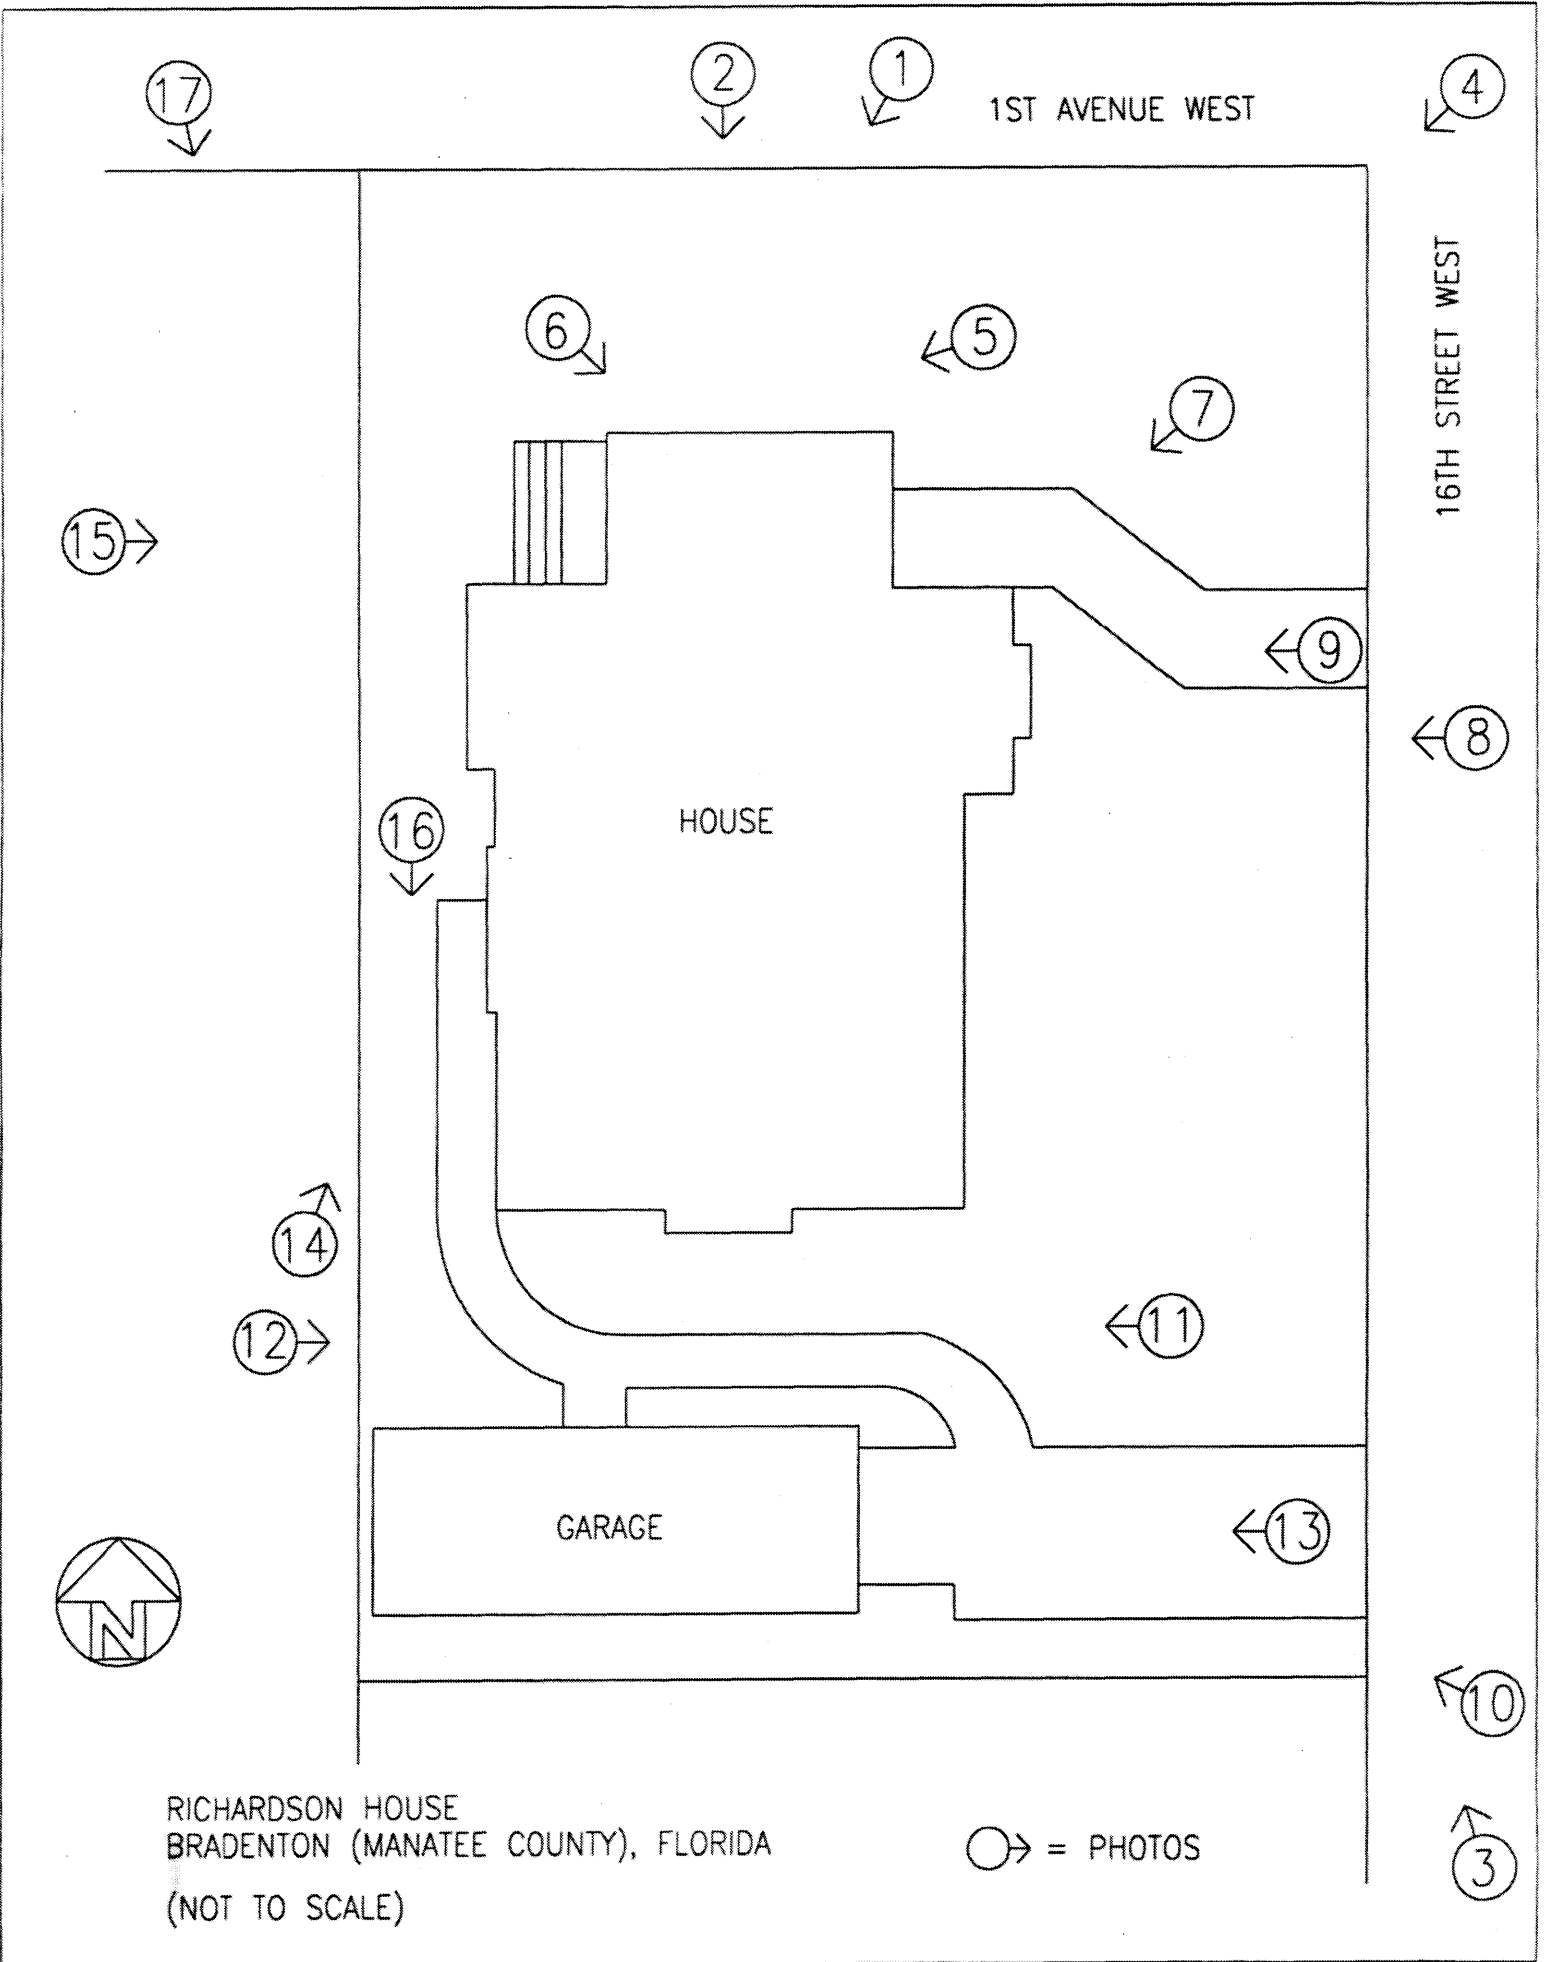 17
2
1
1ST AVENUE WEST
4
16TH STREET WEST
6
5
7
15
9
8
HOUSE
16
14
12
11
GARAGE
13
N
10
RICHARDSON HOUSE
BRADENTON (MANATEE COUNTY), FLORIDA
= PHOTOS
3
(NOT TO SCALE)